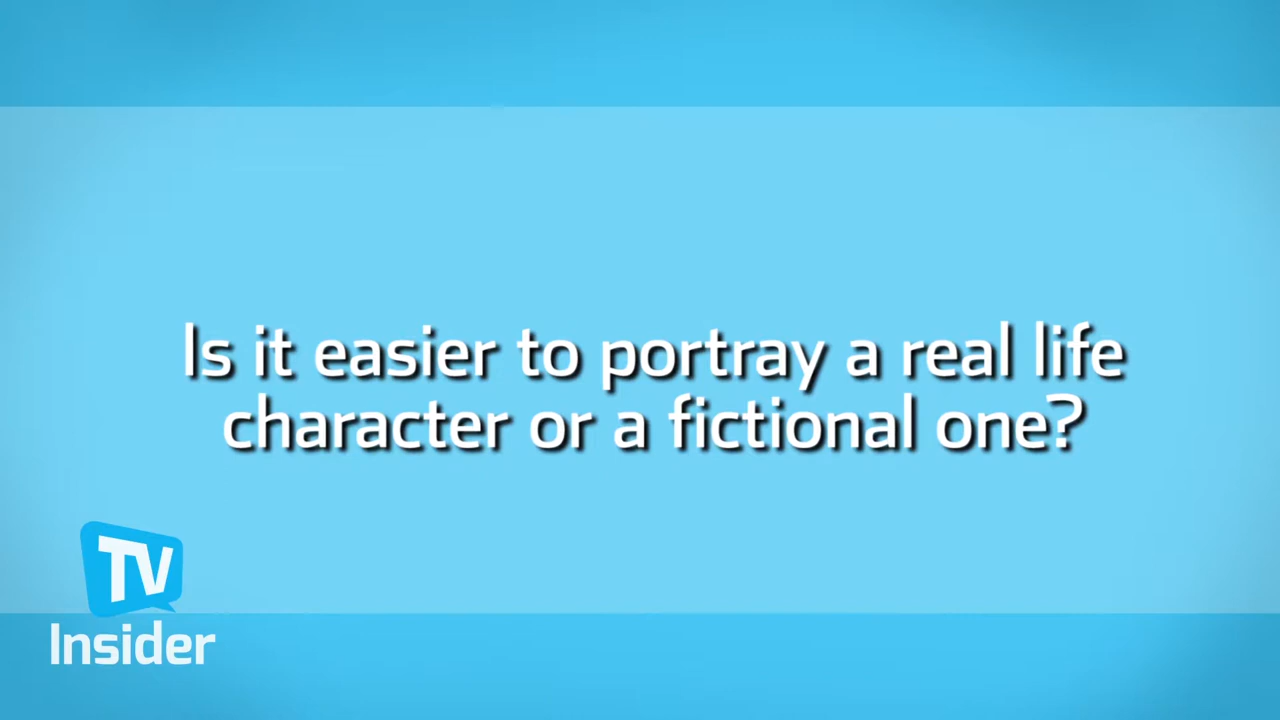 Is it easier to portray a real life
character or a fictional one?
TV
Insider